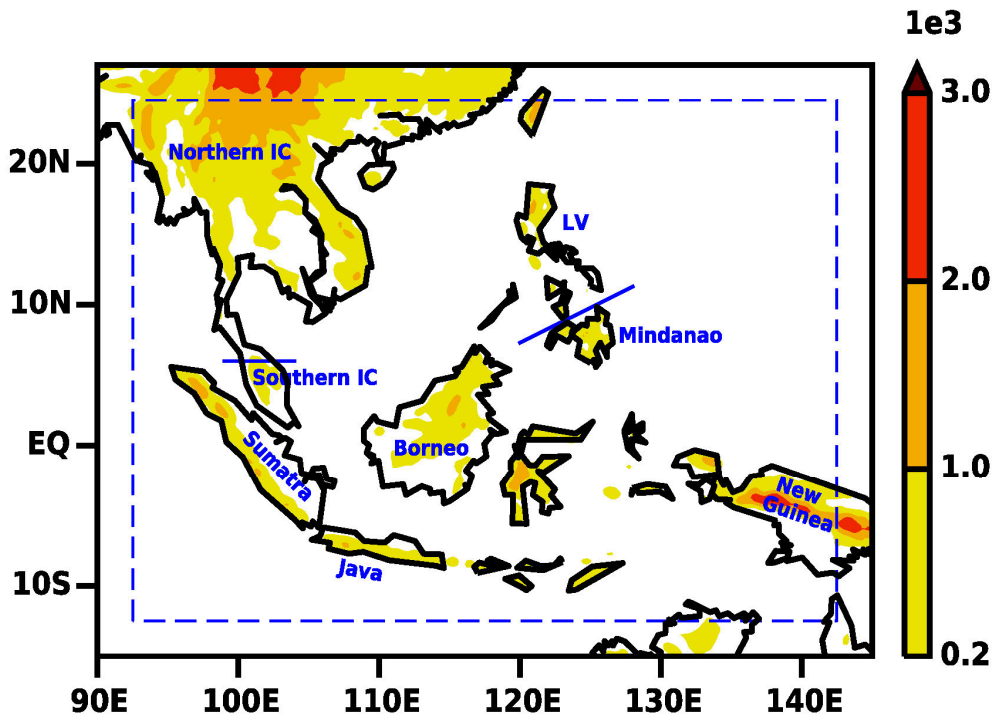 1e3
3.0
20N
Northern IC
LV
2.0
10N
Mindanao
Southern IC
1.0
EQ
Borneo
Sumatra
New
Guinea
Java
10S
0.2
90E 100E 110E 120E 130E 140E